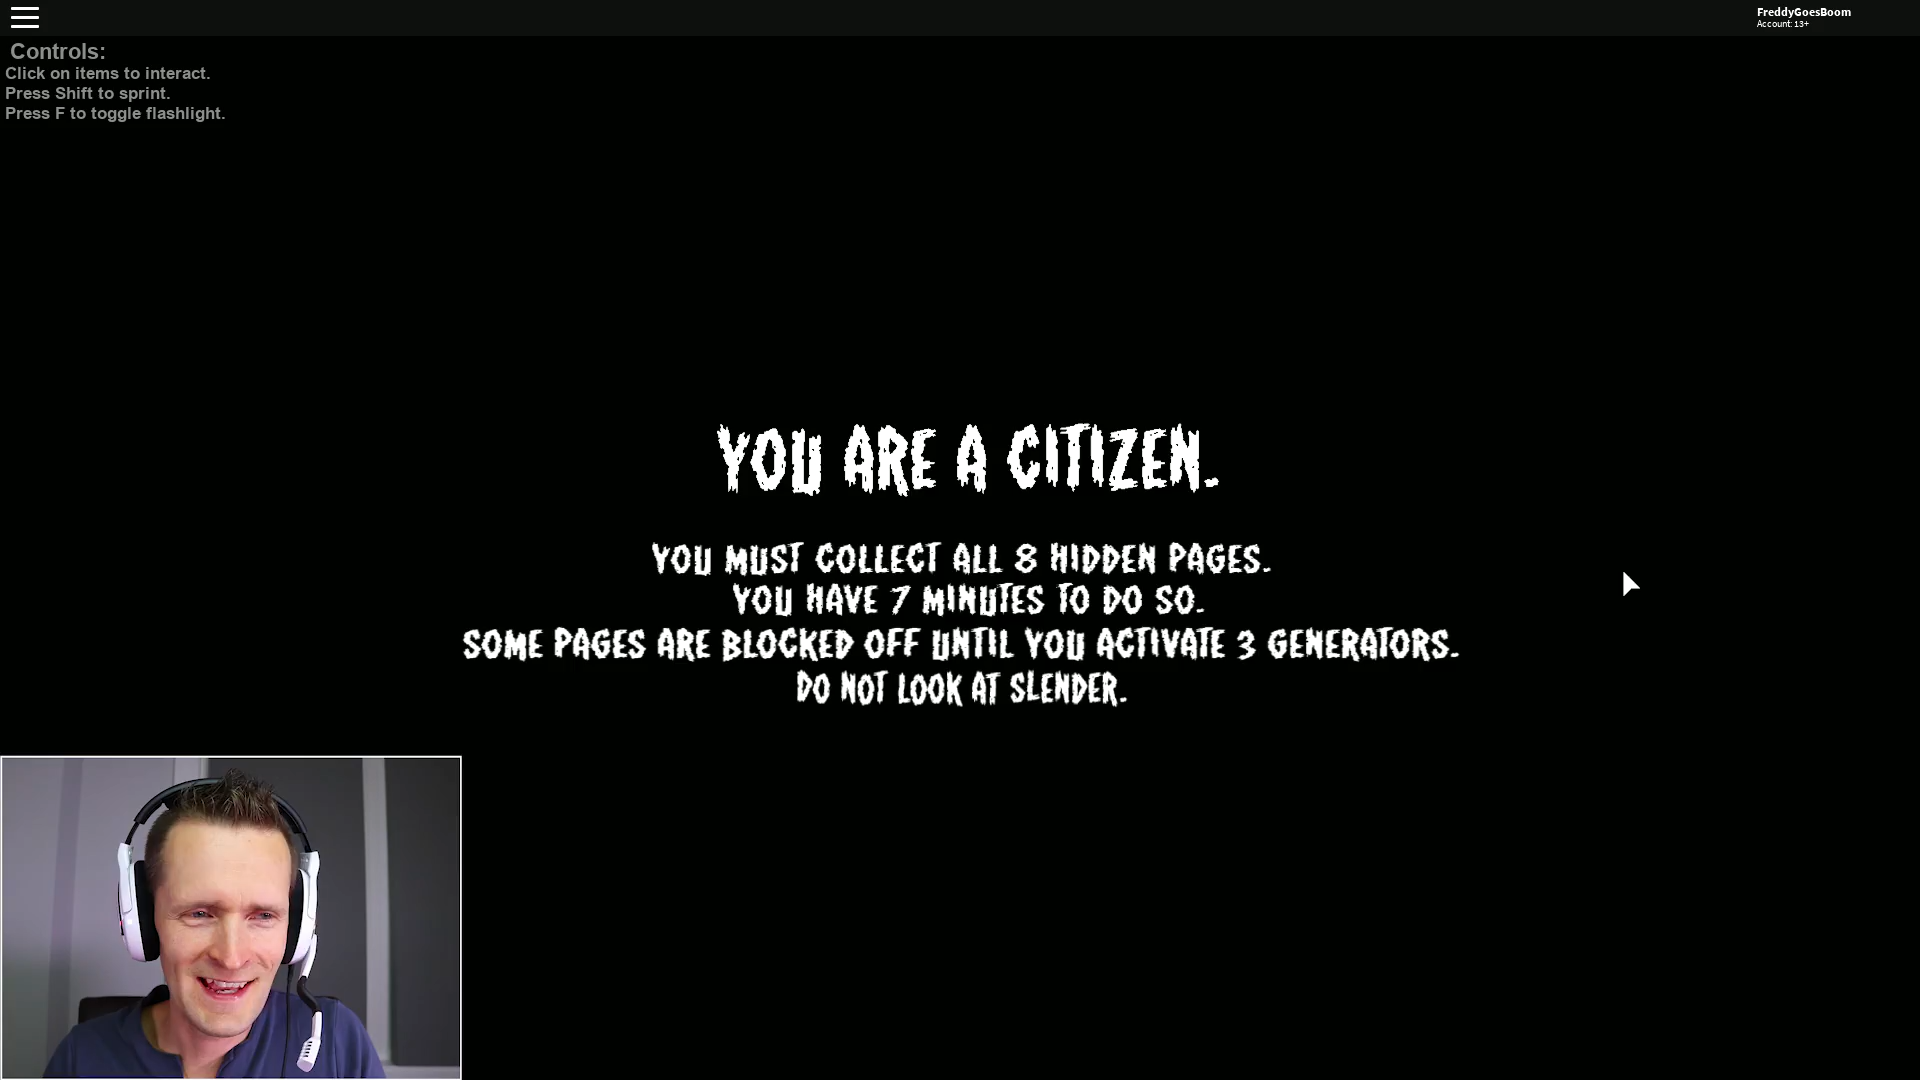 FreddyGoesBoom
Account: 13+
Controls:
Click on items to interact.
Press Shift to sprint.
Press F to toggle flashlight.
YOU ARE A CITIZEN.
YOU MUST COLLECT ALL 8 HIDDEN PAGES.
YOU HAVE 7 MINUTES TO DO SO.
SOME PAGES ARE BLOCKED OFF UNTIL YOU ACTIVATE 3 GENERATORS.
DO NOT LOOK AT SLENDER.